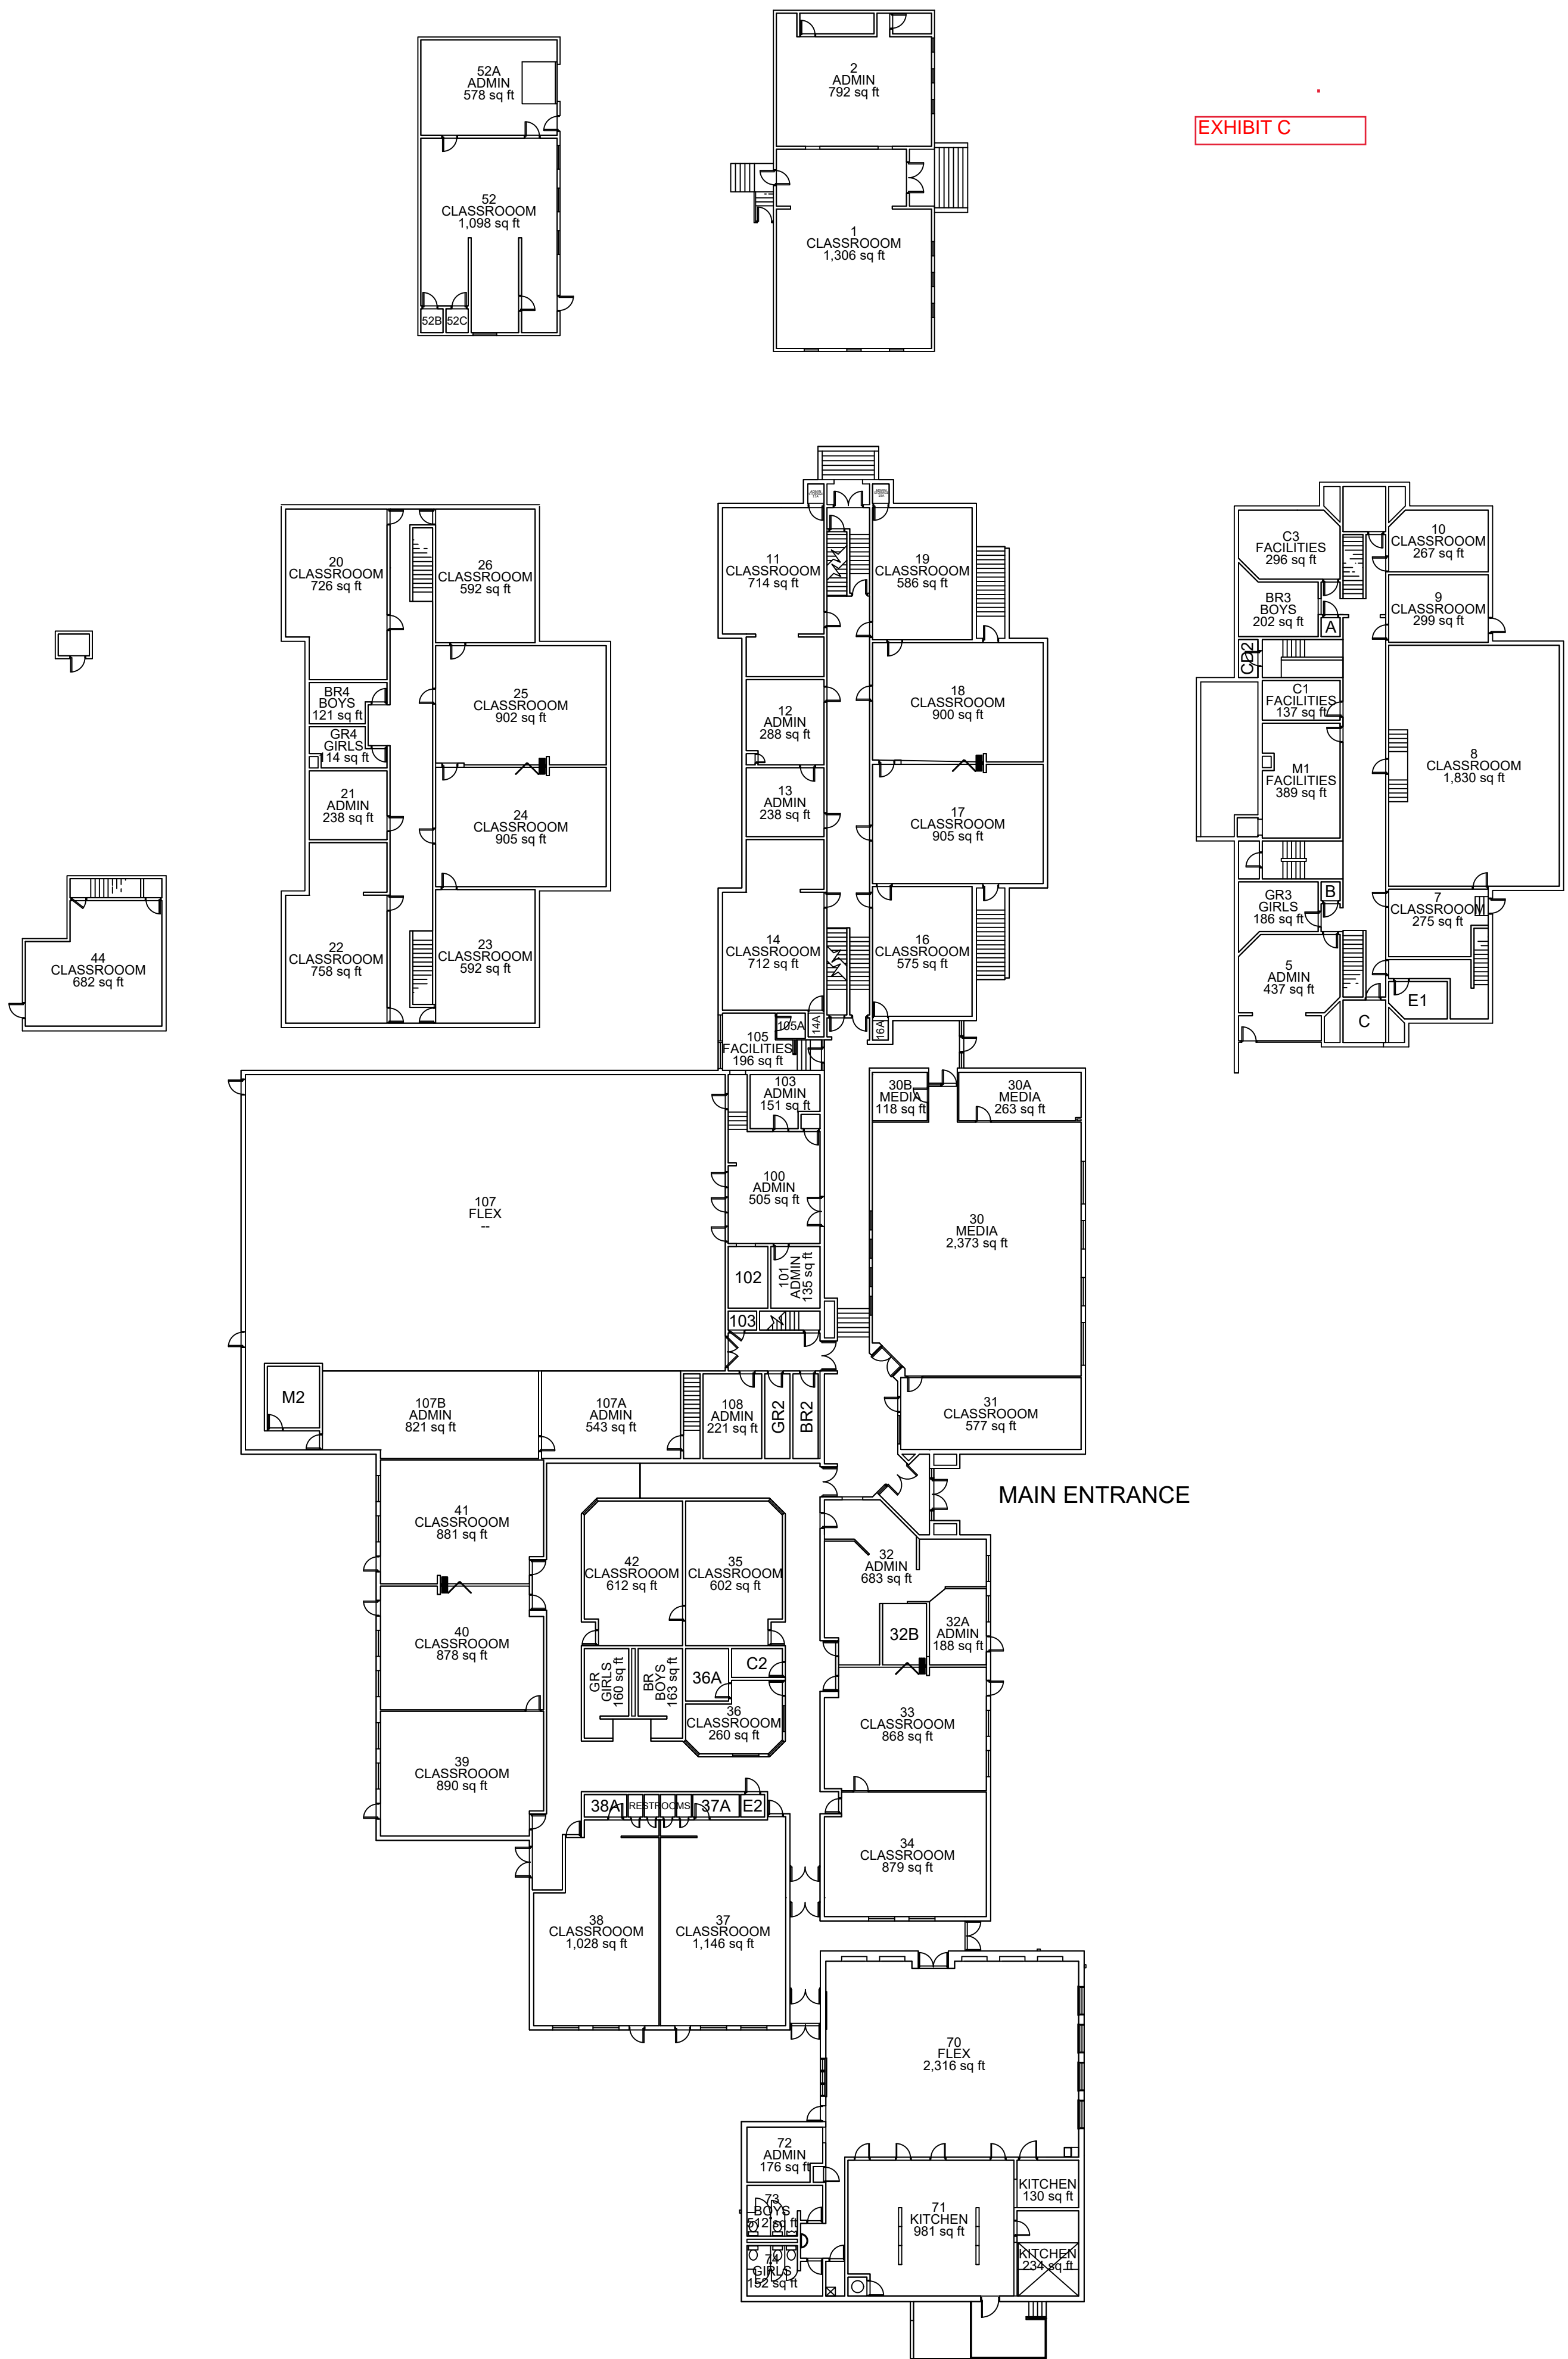 52A
ADMIN
578 sq ft
2
ADMIN
792 sq ft
EXHIBIT C
52
CLASSROOOM
1,098 sq ft
1
CLASSROOOM
1,306 sq ft
52B
52C
20
CLASSROOOM
726 sq ft
26
CLASSROOOM
592 sq ft
25
CLASSROOOM
902 sq ft
BR4
BOYS
121 sq ft
GR4
GIRLS
114 sq ft
21
ADMIN
238 sq ft
24
CLASSROOOM
905 sq ft
22
CLASSROOOM
758 sq ft
23
CLASSROOOM
592 sq ft
44
CLASSROOOM
682 sq ft
11
CLASSROOOM
714 sq ft
19
CLASSROOOM
586 sq ft
12
ADMIN
288 sq ft
18
CLASSROOOM
900 sq ft
13
ADMIN
238 sq ft
17
CLASSROOOM
905 sq ft
14
CLASSROOOM
712 sq ft
16
CLASSROOOM
575 sq ft
105A
14A
16A
105
FACILITIES
196 sq ft
C3
FACILITIES
296 sq ft
10
CLASSROOOM
267 sq ft
BR3
BOYS
202 sq ft
A
9
CLASSROOOM
299 sq ft
CD2
C1
FACILITIES
137 sq ft
M1
FACILITIES
389 sq ft
8
CLASSROOOM
1,830 sq ft
GR3
GIRLS
186 sq ft
B
7
CLASSROOOM
275 sq ft
5
ADMIN
437 sq ft
E1
C
103
ADMIN
151 sq ft
30B
MEDIA
118 sq ft
30A
MEDIA
263 sq ft
107
FLEX
--
100
ADMIN
505 sq ft
30
MEDIA
2,373 sq ft
102
101
ADMIN
135 sq ft
103
M2
107B
ADMIN
821 sq ft
107A
ADMIN
543 sq ft
108
ADMIN
221 sq ft
GR2
BR2
31
CLASSROOOM
577 sq ft
MAIN ENTRANCE
41
CLASSROOOM
881 sq ft
42
CLASSROOOM
612 sq ft
35
CLASSROOOM
602 sq ft
32
ADMIN
683 sq ft
32B
32A
ADMIN
188 sq ft
40
CLASSROOOM
878 sq ft
GR
GIRLS
160 sq ft
BR
BOYS
163 sq ft
36A
C2
36
CLASSROOOM
260 sq ft
33
CLASSROOOM
868 sq ft
39
CLASSROOOM
890 sq ft
38A
RESTROOMS
37A
E2
34
CLASSROOOM
879 sq ft
38
CLASSROOOM
1,028 sq ft
37
CLASSROOOM
1,146 sq ft
70
FLEX
2,316 sq ft
72
ADMIN
176 sq ft
73
BOYS
512 sq ft
74
GIRLS
152 sq ft
71
KITCHEN
981 sq ft
KITCHEN
130 sq ft
KITCHEN
234 sq ft